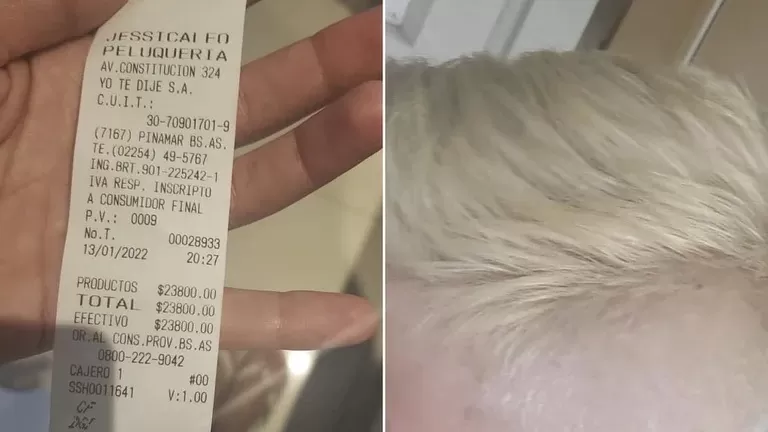 JESSICALEO
PELUQUERIA
AV.CONSTITUCION 324
YO TE DIJE S.A.
C.U.I.T.:
30-70901701-9
(7167) PINAMAR BS.AS.
TE.(02254) 49-5767
ING.BRT.901-225242-1
IVA RESP. INSCRIPTO
A CONSUMIDOR FINAL
P.V.: 0009
No.T. 00028933
13/01/2022 20:27
PRODUCTOS $23800.00
TOTAL $23800.00
EFECTIVO $23800.00
OR.AL CONS.PROV.BS.AS
0800-222-9042
CAJERO 1 #00
SSH0011641 V:1.00
CF